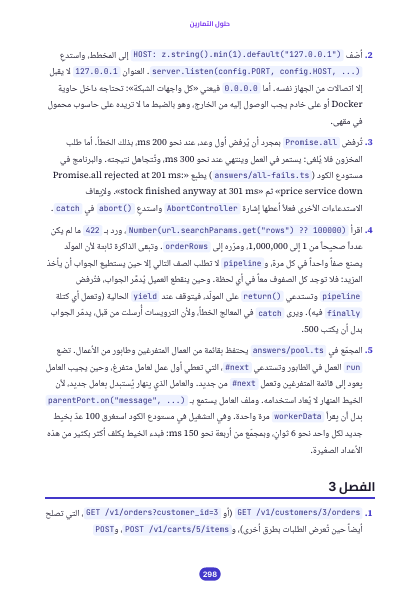 حلول التمارين
2. أضف HOST: z.string().min(1).default("127.0.0.1") إلى المخطط، واستدع
server.listen(config.PORT, config.HOST, ...) . العنوان 127.0.0.1 لا يقبل
إلا اتصالات من الجهاز نفسه. أما 0.0.0.0 فيعني «كل واجهات الشبكة»: تحتاجه داخل حاوية
Docker أو على خادم يجب الوصول إليه من الخارج، وهو بالضبط ما لا تريده على حاسوب محمول
في مقهى.
3. تُرفض Promise.all بمجرد أن يُرفض أول وعد، عند نحو 200 ms، بذلك الخطأ. أما طلب
المخزون فلا يُلغى: يستمر في العمل وينتهي عند نحو 300 ms، وتُتجاهل نتيجته. والبرنامج في
مستودع الكود ( answers/all-fails.ts ) يطبع «Promise.all rejected at 201 ms:
price service down» ثم «stock finished anyway at 301 ms». ولإيقاف
الاستدعاءات الأخرى فعلاً أعطها إشارة AbortController واستدع abort() في catch .
4. اقرأ Number(url.searchParams.get("rows") ?? 100000) ، ورد بـ 422 ما لم يكن
عدداً صحيحاً من 1 إلى 1,000,000، ومرّره إلى orderRows . وتبقى الذاكرة ثابتة لأن المولّد
يصنع صفاً واحداً في كل مرة، و pipeline لا تطلب الصف التالي إلا حين يستطيع الجواب أن يأخذ
المزيد: فلا توجد كل الصفوف معاً في أي لحظة. وحين ينقطع العميل يُدمَّر الجواب، فتُرفض
pipeline وتستدعي return() على المولّد، فيتوقف عند yield الحالية (وتعمل أي كتلة
finally فيه). ويرى catch في المعالج الخطأ، ولأن الترويسات أُرسلت من قبل، يدمّر الجواب
بدل أن يكتب 500.
5. المجمّع في answers/pool.ts يحتفظ بقائمة من العمال المتفرغين وطابور من الأعمال. تضع
run العمل في الطابور وتستدعي #next ، التي تعطي أول عمل لعامل متفرغ، وحين يجيب العامل
يعود إلى قائمة المتفرغين وتعمل #next من جديد. والعامل الذي ينهار يُستبدل بعامل جديد، لأن
الخيط المنهار لا يُعاد استخدامه. وملف العامل يستمع بـ parentPort.on("message", ...)
بدل أن يقرأ workerData مرة واحدة. وفي التشغيل في مستودع الكود استغرق 100 عدّ بخيط
جديد لكل واحد نحو 6 ثوانٍ، وبمجمّع من أربعة نحو 150 ms: فبدء الخيط يكلف أكثر بكثير من هذه
الأعداد الصغيرة.
الفصل 3
1. GET /v1/customers/3/orders (أو GET /v1/orders?customer_id=3 ، التي تصلح
أيضاً حين تُعرض الطلبات بطرق أخرى)، و POST /v1/carts/5/items ، وPOST
298